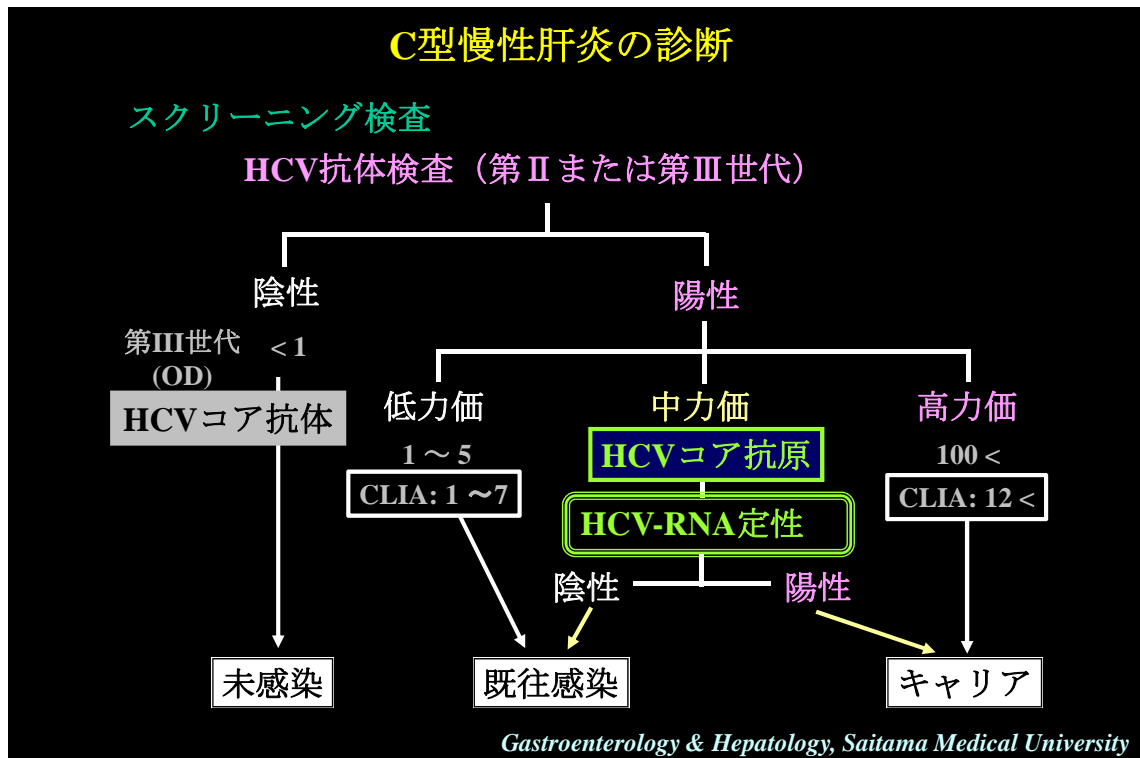 C型慢性肝炎の診断
スクリーニング検査
HCV抗体検査（第Ⅱまたは第Ⅲ世代）
陰性
陽性
第III世代
(OD)
< 1
HCVコア抗体
低力価
中力価
高力価
1 ～ 5
CLIA: 1 ～7
HCVコア抗原
HCV-RNA定性
100 <
CLIA: 12 <
陰性
陽性
未感染
既往感染
キャリア
Gastroenterology & Hepatology, Saitama Medical University